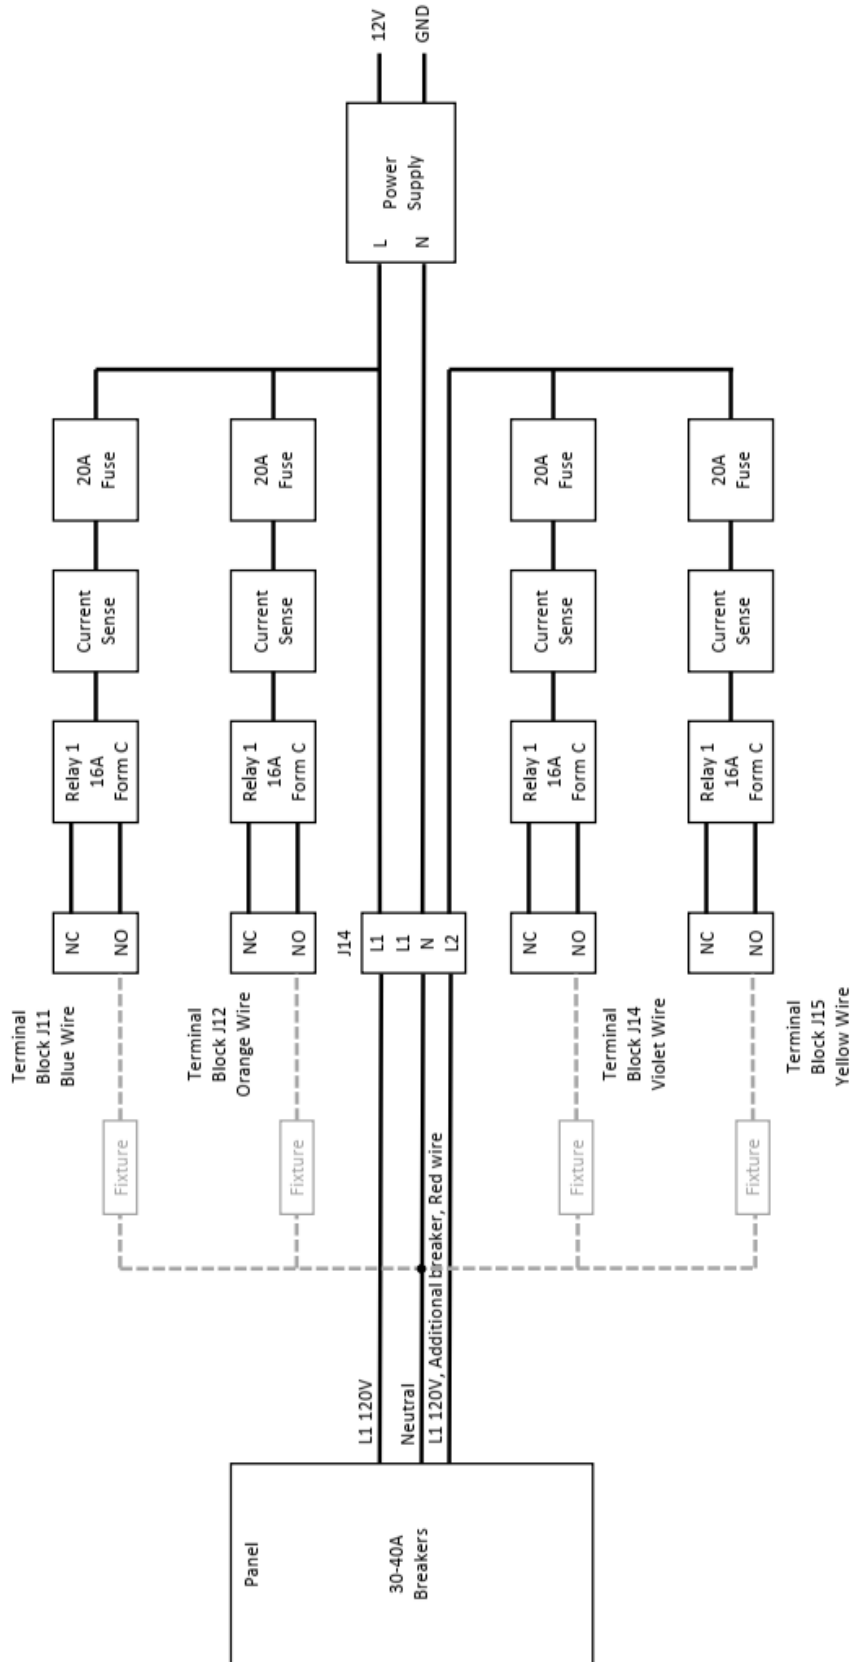 Panel
30-40A
Breakers
L1 120V
Neutral
L1 120V, Additional breaker, Red wire
Fixture
Fixture
Fixture
Fixture
Terminal
Block J11
Blue Wire
Terminal
Block J12
Orange Wire
Terminal
Block J14
Violet Wire
Terminal
Block J15
Yellow Wire
NC
NO
NC
NO
J14
L1
L1
N
L2
NC
NO
NC
NO
Relay 1
16A
Form C
Relay 1
16A
Form C
Relay 1
16A
Form C
Relay 1
16A
Form C
Current
Sense
Current
Sense
Current
Sense
Current
Sense
20A
Fuse
20A
Fuse
20A
Fuse
20A
Fuse
L
N
Power
Supply
12V
GND